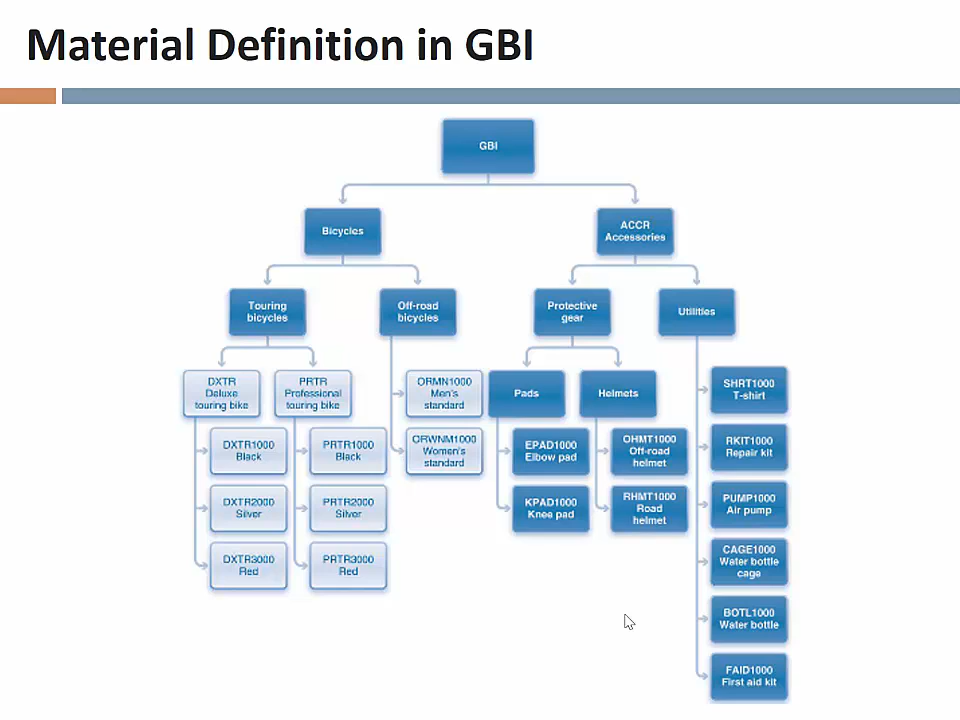 Material Definition in GBI
GBI
Bicycles
ACCR
Accessories
Touring
bicycles
Off-road
bicycles
Protective
gear
Utilities
DXTR
Deluxe
touring bike
PRTR
Professional
touring bike
ORMN1000
Men's
standard
Pads
Helmets
SHRT1000
T-shirt
DXTR1000
Black
PRTR1000
Black
ORWNM1000
Women's
standard
EPAD1000
Elbow pad
OHMT1000
Off-road
helmet
RKIT1000
Repair kit
DXTR2000
Silver
PRTR2000
Silver
KPAD1000
Knee pad
RHMT1000
Road
helmet
PUMP1000
Air pump
DXTR3000
Red
PRTR3000
Red
CAGE1000
Water bottle
cage
BOTL1000
Water bottle
FAID1000
First aid kit